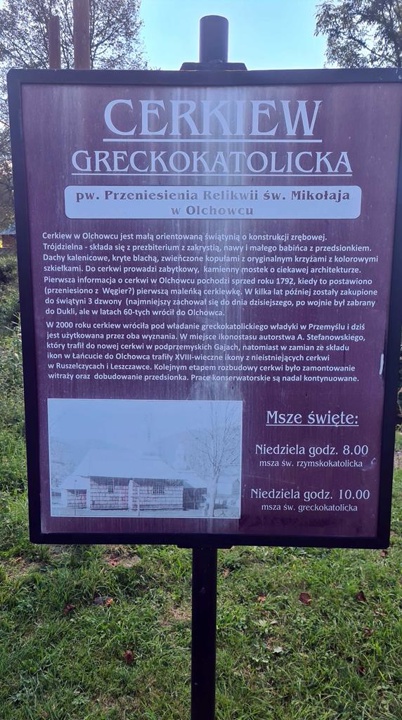 CERKIEW
GRECKOKATOLICKA
pw. Przeniesienia Relikwii św. Mikołaja
w Olchowcu
Cerkiew w Olchowcu jest małą orientowaną świątynią o konstrukcji zrębowej.
Trójdzielna - składa się z prezbiterium z zakrystią, nawy i małego babińca z przedsionkiem.
Dachy kalenicowe, kryte blachą, zwieńczone kopułami z oryginalnym krzyżami z kolorowymi
szkiełkami. Do cerkwi prowadzi zabytkowy, kamienny mostek o ciekawej architekturze.
Pierwsza informacja o cerkwi w Olchowcu pochodzi sprzed roku 1792, kiedy to postawiono
(przeniesiono z Węgier?) pierwszą maleńką cerkiewkę. W kilka lat później zostały zakupione
do świątyni 3 dzwony (najmniejszy zachował się do dnia dzisiejszego, po wojnie był zabrany
do Dukli, ale w latach 60-tych wrócił do Olchowca.
W 2000 roku cerkiew wróciła pod władanie greckokatolickiego władyki w Przemyślu i dziś
jest użytkowana przez oba wyznania. W miejsce ikonostasu autorstwa A. Stefanowskiego,
który trafił do nowej cerkwi w podprzemyskich Gajach, natomiast w zamian ze składu
ikon w Łańcucie do Olchowca trafiły XVIII-wieczne ikony z nieistniejących cerkwi
w Ruszelczycach i Leszczawce. Kolejnym etapem rozbudowy cerkwi było zamontowanie
witraży oraz dobudowanie przedsionka. Prace konserwatorskie są nadal kontynuowane.
Msze święte:
Niedziela godz. 8.00
msza św. rzymskokatolicka
Niedziela godz. 10.00
msza św. greckokatolicka